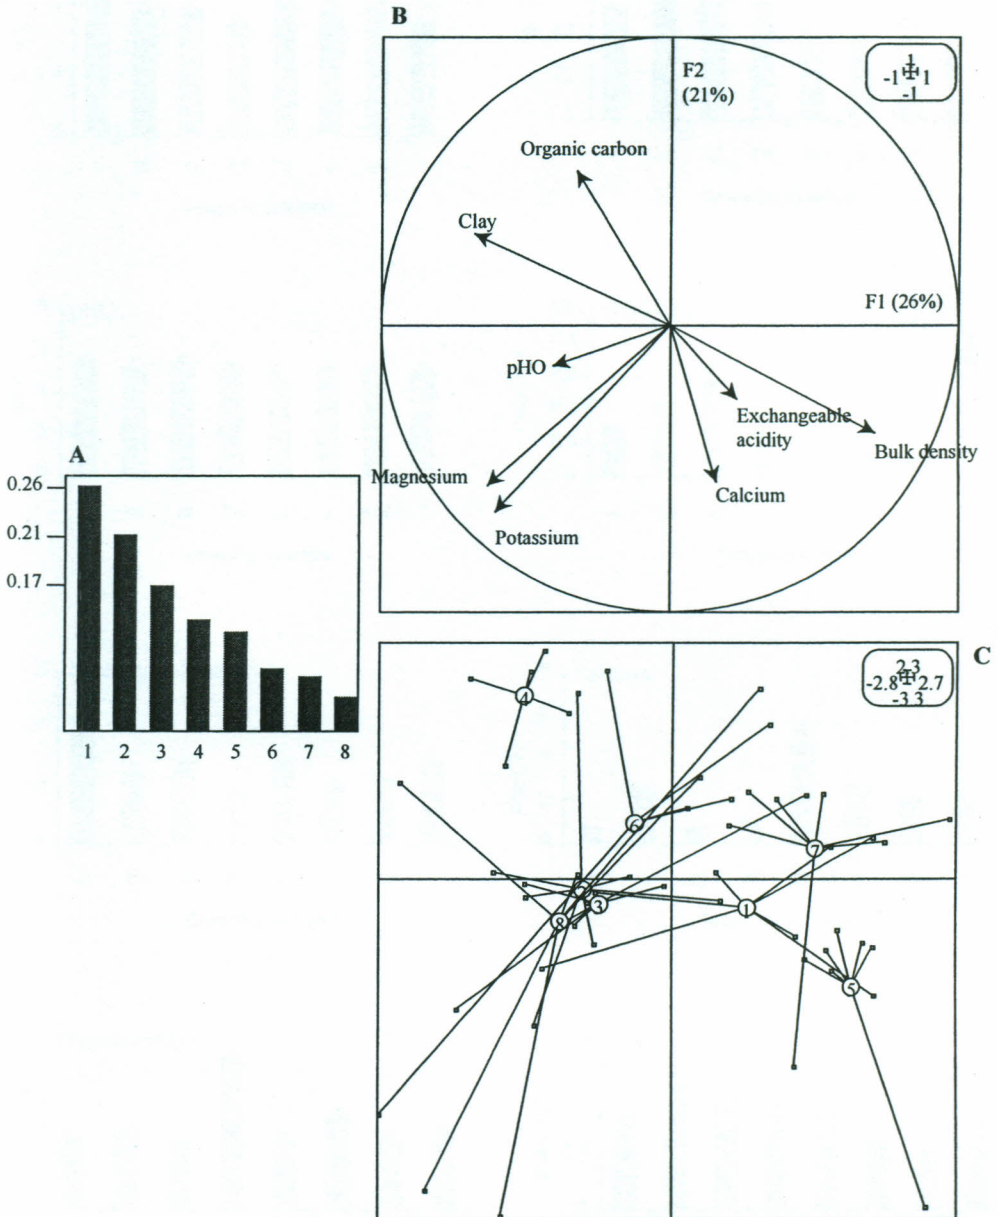 B
F2
(21%)
1
-1 1
-1
Organic carbon
Clay
F1 (26%)
pHO
Exchangeable
acidity
Bulk density
Magnesium
Calcium
Potassium
A
0.26
0.21
0.17
1 2 3 4 5 6 7 8
C
2.3
-2.8 2.7
-3.3
4
6
7
2
3
1
8
5